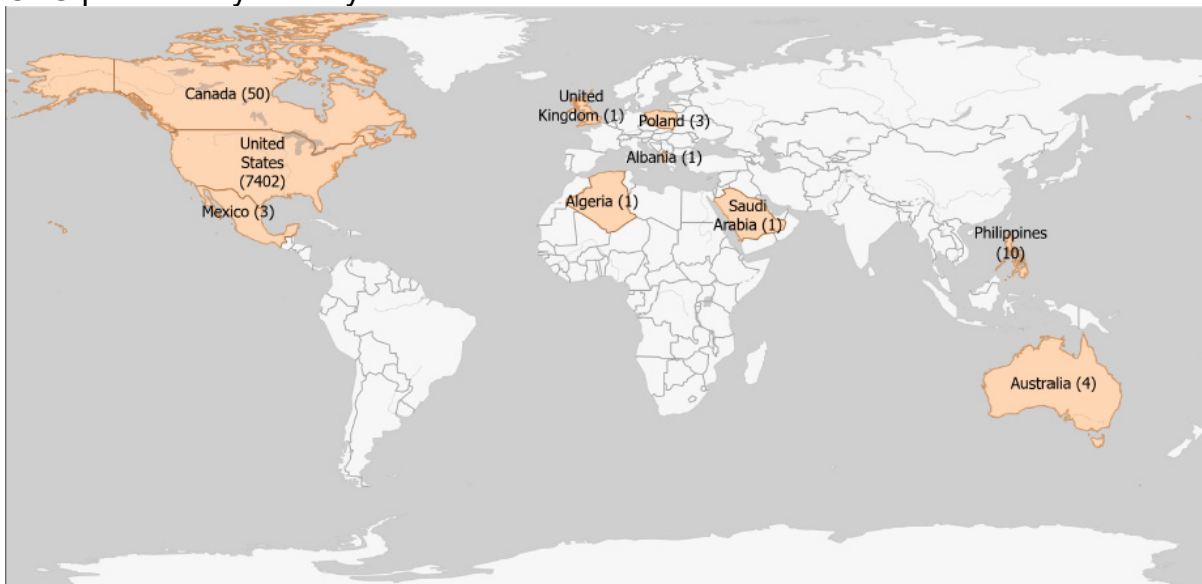 Canada (50)
United
States
(7402)
Mexico (3)
United
Kingdom (1)
Poland (3)
Albania (1)
Algeria (1)
Saudi
Arabia (1)
Philippines
(10)
Australia (4)